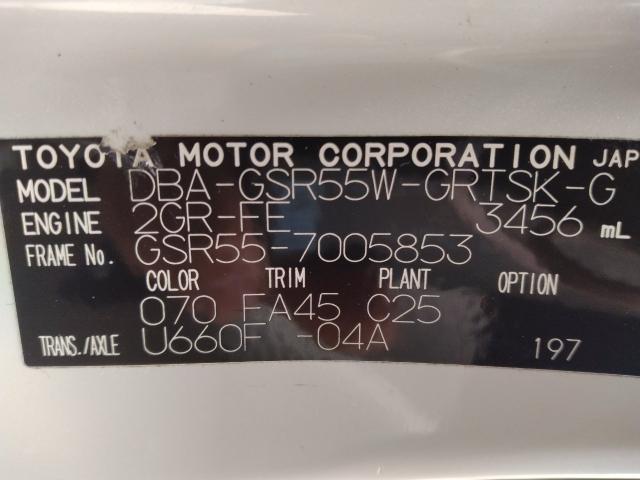 TOYOTA MOTOR CORPORATION JAP
MODEL DBA-GSR55W-GRTSK-G
ENGINE 2GR-FE 3456 mL
FRAME NO. GSR55-7005853
COLOR TRIM PLANT OPTION
070 FA45 C25
TRANS./AXLE U660F -04A 197